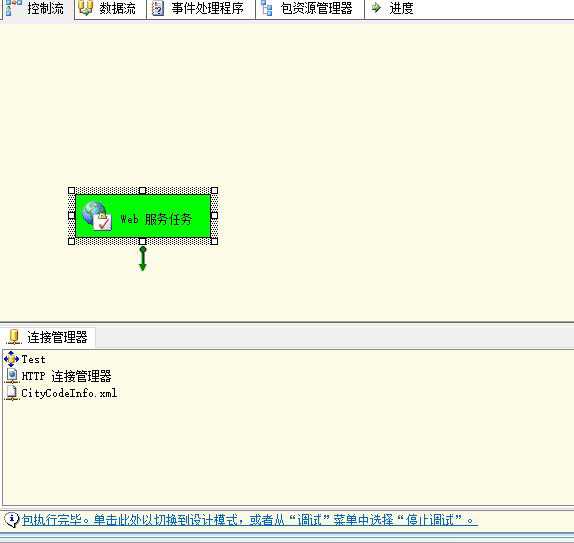 控制流 数据流 事件处理程序 包资源管理器 进度
Web 服务任务
连接管理器
Test
HTTP 连接管理器
CityCodeInfo.xml
包执行完毕。单击此处以切换到设计模式，或者从“调试”菜单中选择“停止调试”。